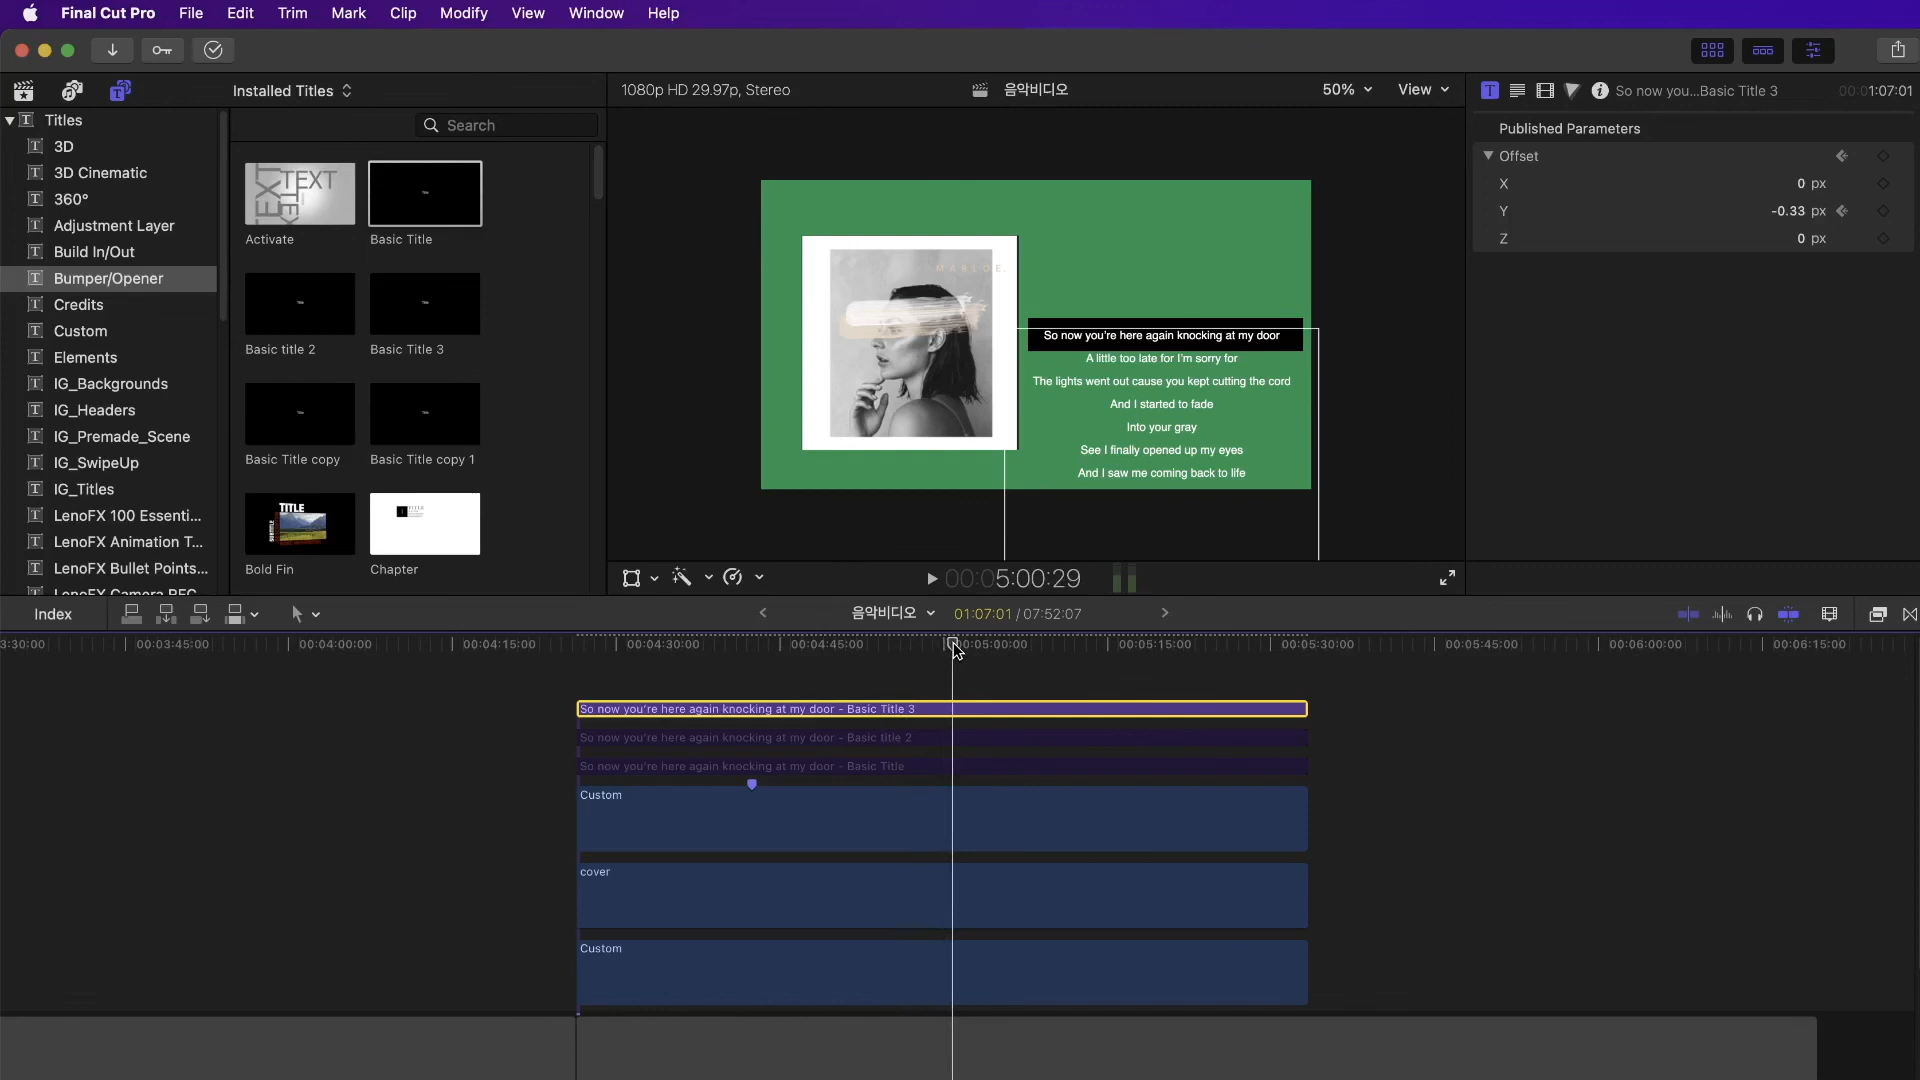 Final Cut Pro File Edit Trim Mark Clip Modify View Window Help
Installed Titles
1080p HD 29.97p, Stereo
음악비디오
50%
View
So now you...Basic Title 3
00:01:07:01
Titles
Search
3D
3D Cinematic
360°
Adjustment Layer
Build In/Out
Bumper/Opener
Credits
Custom
Elements
IG_Backgrounds
IG_Headers
IG_Premade_Scene
IG_SwipeUp
IG_Titles
LenoFX 100 Essenti...
LenoFX Animation T...
LenoFX Bullet Points...
LenoFX Camera REC
TEXT
TEXT
Activate
Basic Title
Basic title 2
Basic Title 3
Basic Title copy
Basic Title copy 1
TITLE
Bold Fin
Chapter
MARLOE.
So now you're here again knocking at my door
A little too late for I'm sorry for
The lights went out cause you kept cutting the cord
And I started to fade
Into your gray
See I finally opened up my eyes
And I saw me coming back to life
Published Parameters
Offset
X 0 px
Y -0.33 px
Z 0 px
00:05:00:29
Index
음악비디오
01:07:01 / 07:52:07
3:30:00 00:03:45:00 00:04:00:00 00:04:15:00 00:04:30:00 00:04:45:00 00:05:00:00 00:05:15:00 00:05:30:00 00:05:45:00 00:06:00:00 00:06:15:00
So now you're here again knocking at my door - Basic Title 3
So now you're here again knocking at my door - Basic title 2
So now you're here again knocking at my door - Basic Title
Custom
cover
Custom